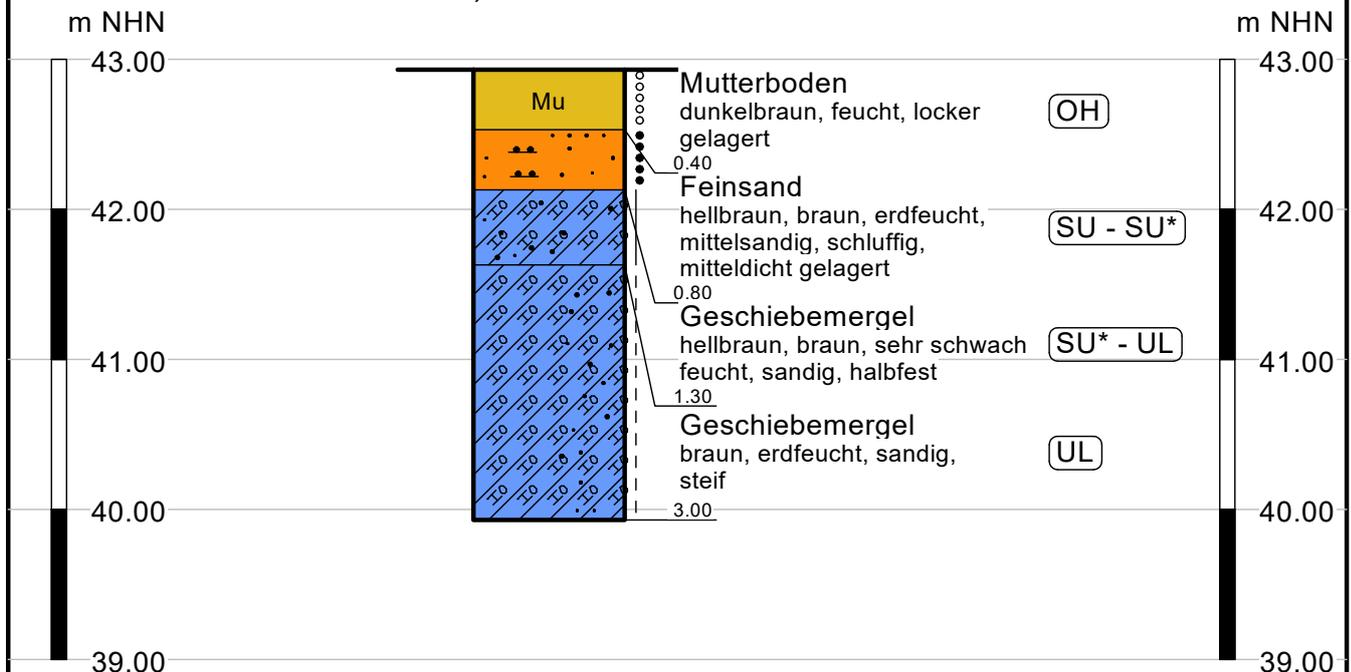 m NHN
m NHN
43.00
43.00
Mu
Mutterboden
dunkelbraun, feucht, locker
gelagert
OH
0.40
Feinsand
hellbraun, braun, erdfeucht,
mittelsandig, schluffig,
mitteldicht gelagert
SU - SU*
42.00
42.00
0.80
Geschiebemergel
hellbraun, braun, sehr schwach
feucht, sandig, halbfest
SU* - UL
41.00
41.00
1.30
Geschiebemergel
braun, erdfeucht, sandig,
steif
UL
3.00
40.00
40.00
39.00
39.00